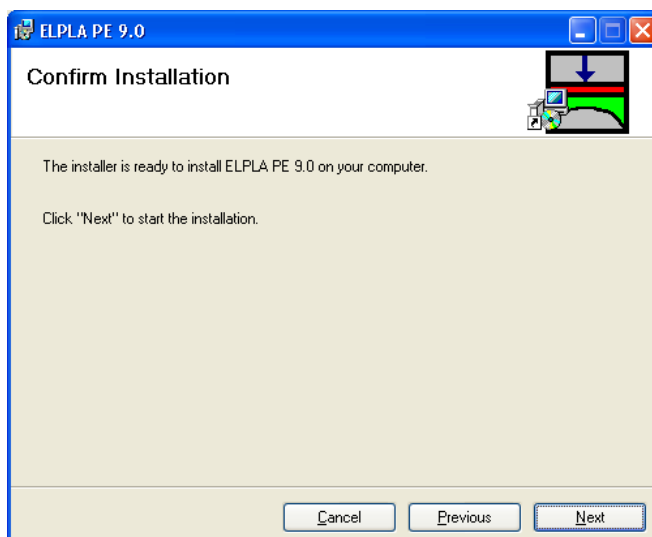 ELPLA PE 9.0
Confirm Installation
The installer is ready to install ELPLA PE 9.0 on your computer.
Click "Next" to start the installation.
Cancel Previous Next